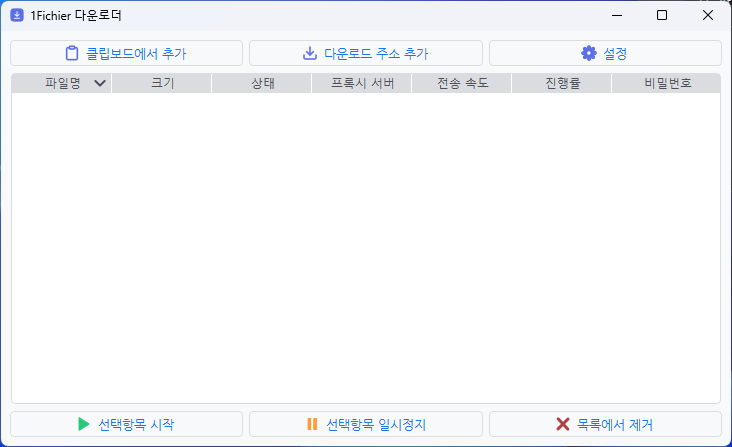 1Fichier 다운로더
클립보드에서 추가 다운로드 주소 추가 설정
파일명 크기 상태 프록시 서버 전송 속도 진행률 비밀번호
선택항목 시작 선택항목 일시정지 목록에서 제거